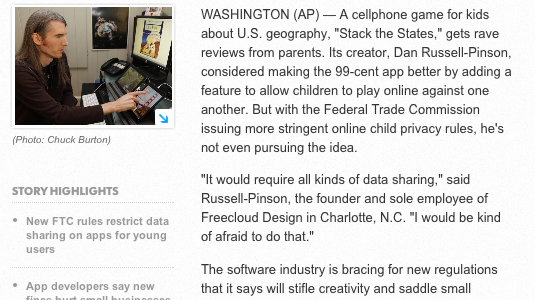 WASHINGTON (AP) — A cellphone game for kids
about U.S. geography, "Stack the States," gets rave
reviews from parents. Its creator, Dan Russell-Pinson,
considered making the 99-cent app better by adding a
feature to allow children to play online against one
another. But with the Federal Trade Commission
issuing more stringent online child privacy rules, he's
not even pursuing the idea.
(Photo: Chuck Burton)
STORY HIGHLIGHTS
• New FTC rules restrict data
sharing on apps for young
users
• App developers say new
fines hurt small businesses
"It would require all kinds of data sharing," said
Russell-Pinson, the founder and sole employee of
Freecloud Design in Charlotte, N.C. "I would be kind
of afraid to do that."
The software industry is bracing for new regulations
that it says will stifle creativity and saddle small